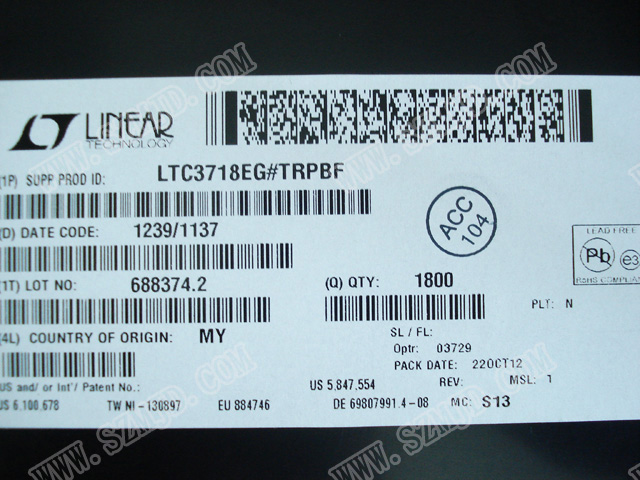 LINEAR
TECHNOLOGY
(1P) SUPP PROD ID: LTC3718EG#TRPBF
(D) DATE CODE: 1239/1137
ACC
104
LEAD FREE
Pb e3
RoHS COMPLIANT
(1T) LOT NO: 688374.2 (Q) QTY: 1800
PLT: N
(4L) COUNTRY OF ORIGIN: MY
SL / FL:
Optr: 03729
PACK DATE: 22OCT12
US and/ or Int'/ Patent No.: US 5,847,554 REV: MSL: 1
US 6,100,678 TW NI - 130897 EU 884746 DE 69807991.4-08 MC: S13